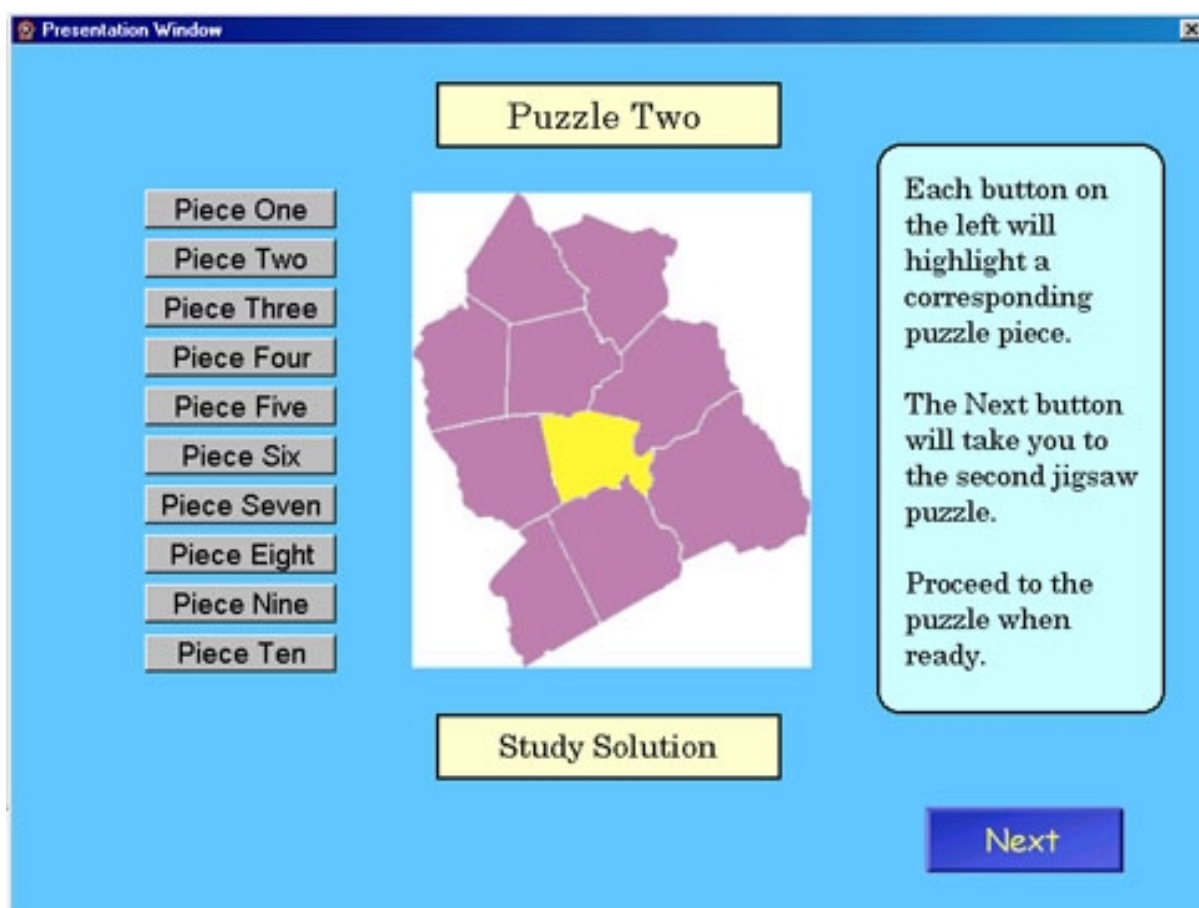 Presentation Window
Puzzle Two
Piece One
Piece Two
Piece Three
Piece Four
Piece Five
Piece Six
Piece Seven
Piece Eight
Piece Nine
Piece Ten
Each button on
the left will
highlight a
corresponding
puzzle piece.
The Next button
will take you to
the second jigsaw
puzzle.
Proceed to the
puzzle when
ready.
Study Solution
Next